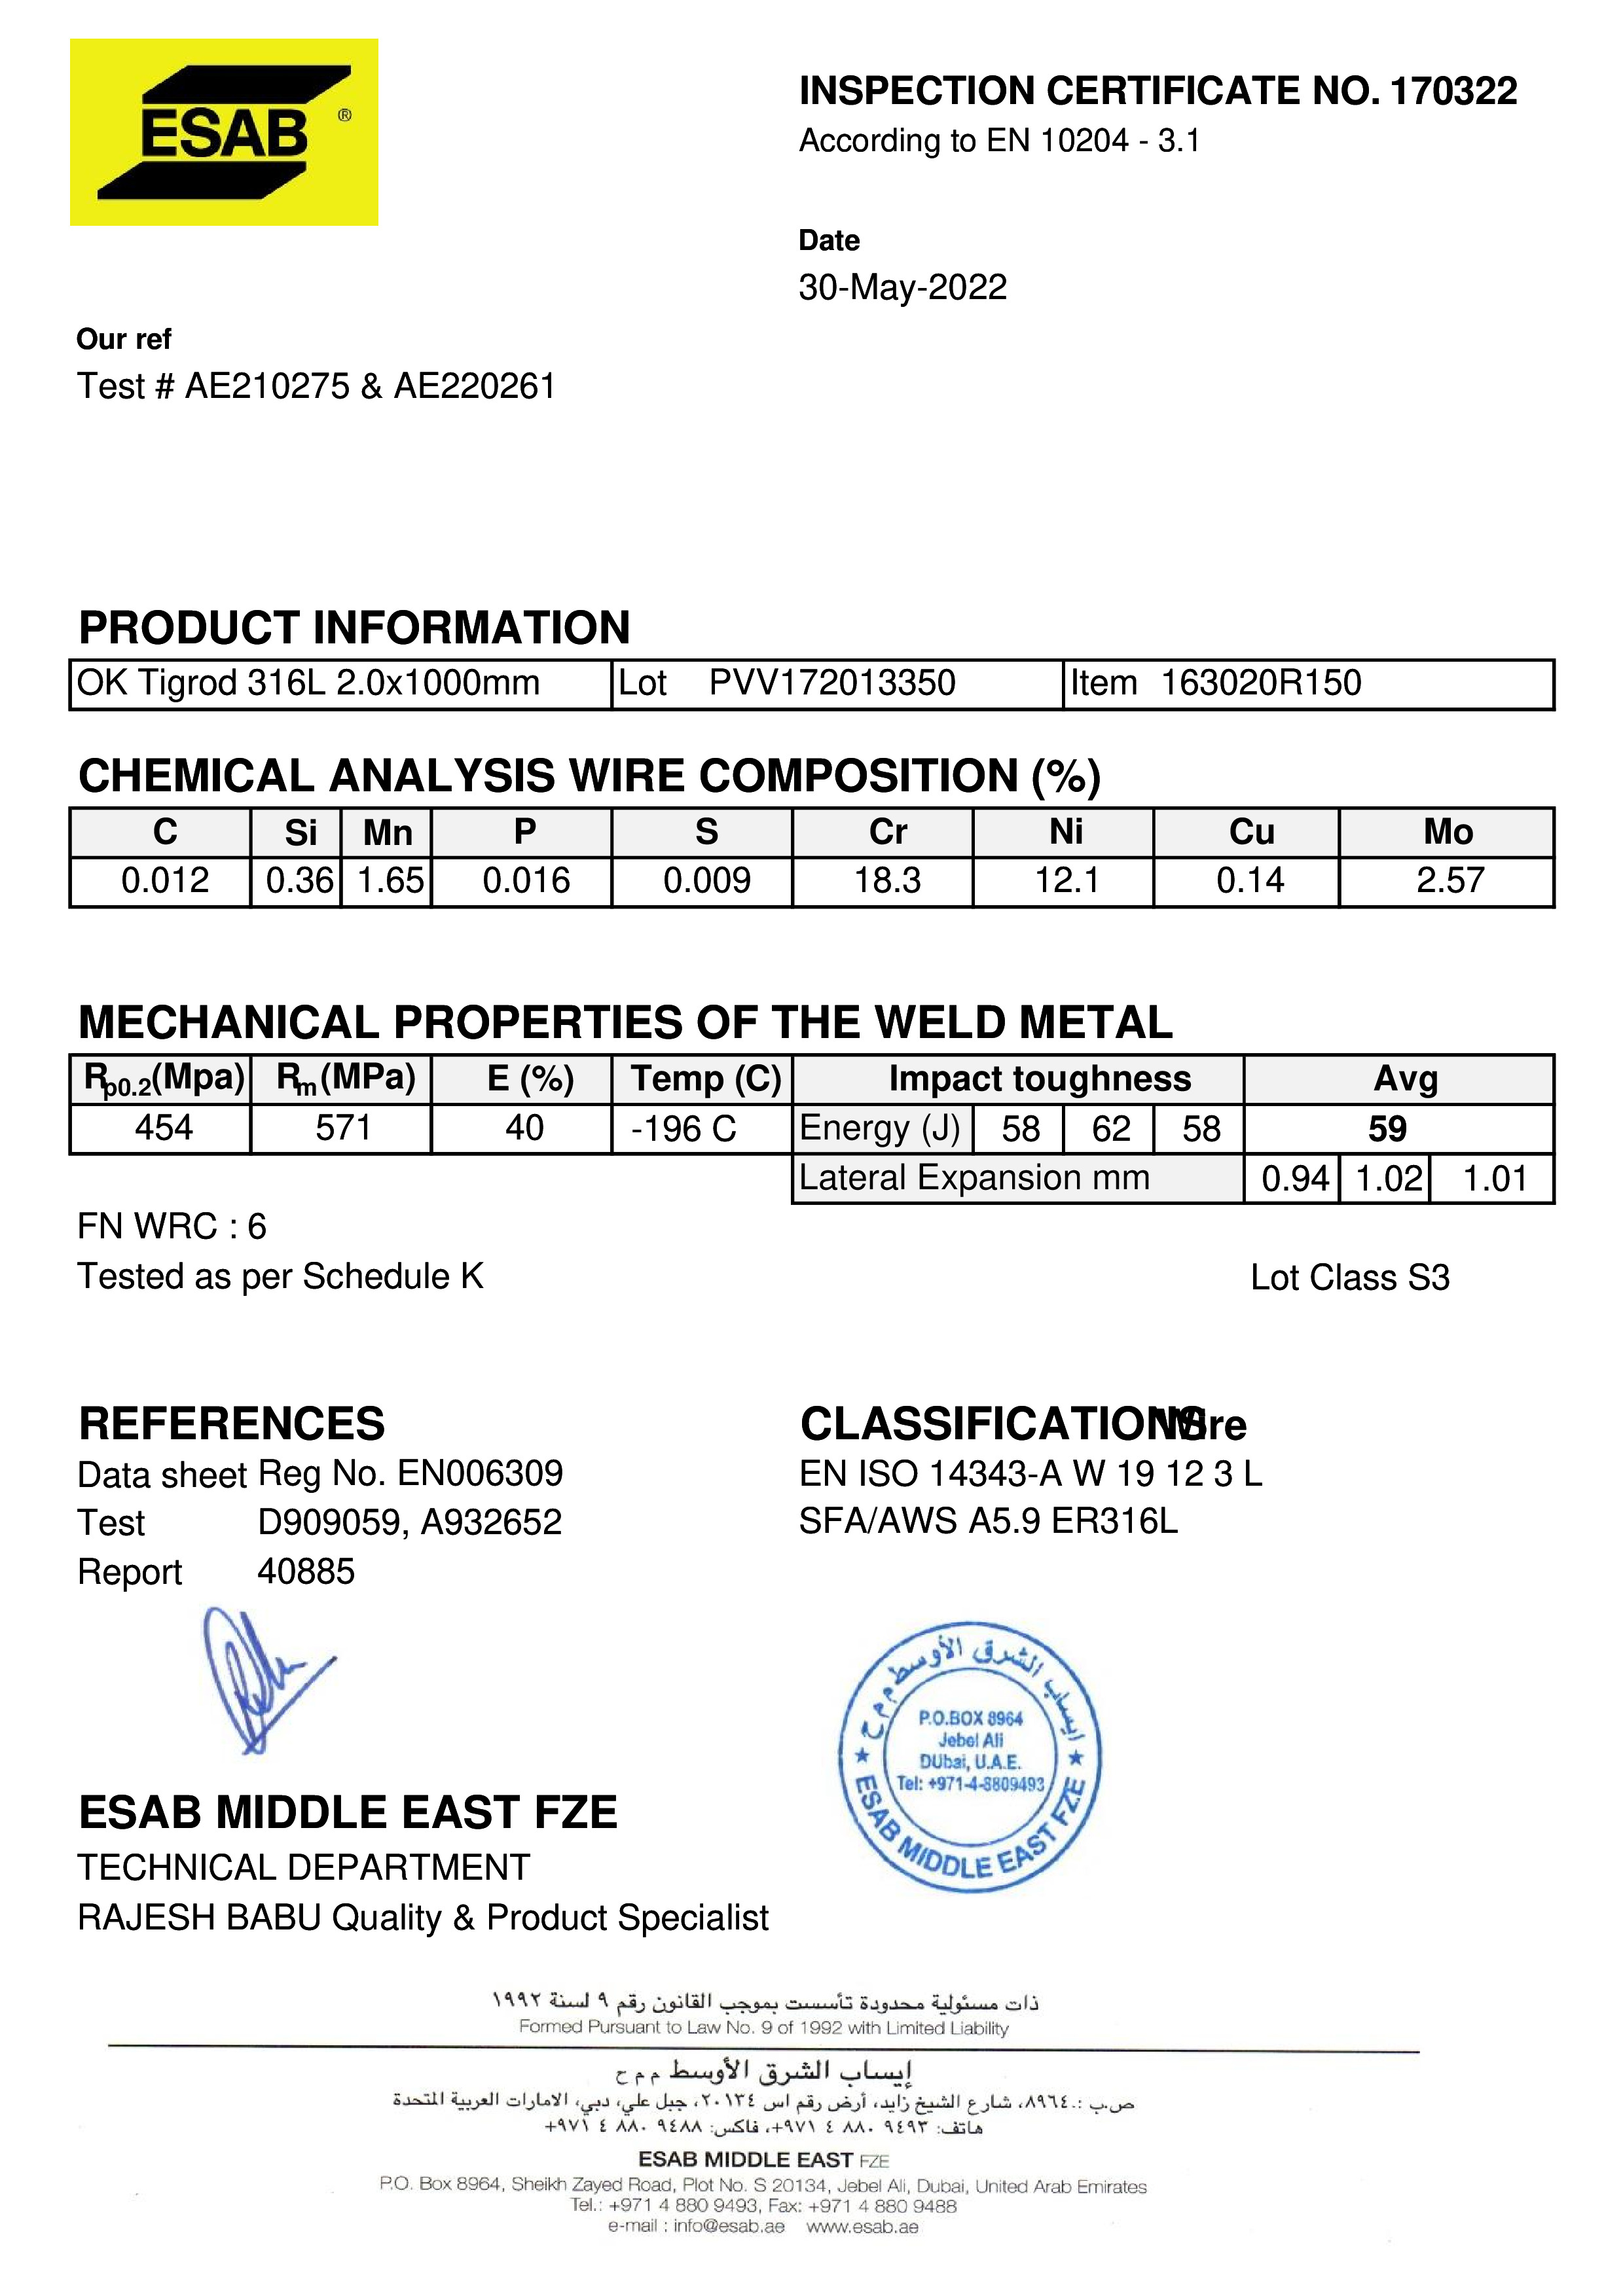 ESAB ®
INSPECTION CERTIFICATE NO. 170322
According to EN 10204 - 3.1
Date
30-May-2022
Our ref
Test # AE210275 & AE220261
PRODUCT INFORMATION
OK Tigrod 316L 2.0x1000mm Lot PVV172013350 Item 163020R150
CHEMICAL ANALYSIS WIRE COMPOSITION (%)
C Si Mn P S Cr Ni Cu Mo
0.012 0.36 1.65 0.016 0.009 18.3 12.1 0.14 2.57
MECHANICAL PROPERTIES OF THE WELD METAL
Rp0.2(Mpa) Rm(MPa) E (%) Temp (C) Impact toughness Avg
454 571 40 -196 C Energy (J) 58 62 58 59
Lateral Expansion mm 0.94 1.02 1.01
FN WRC : 6
Tested as per Schedule K Lot Class S3
REFERENCES
Data sheet Reg No. EN006309
Test D909059, A932652
Report 40885
CLASSIFICATIONS Wire
EN ISO 14343-A W 19 12 3 L
SFA/AWS A5.9 ER316L
ايساب الشرق الأوسط م م ح
P.O.BOX 8964
Jebel Ali
DUbai, U.A.E.
Tel: +971-4-8809493
★ ESAB MIDDLE EAST FZE ★
ESAB MIDDLE EAST FZE
TECHNICAL DEPARTMENT
RAJESH BABU Quality & Product Specialist
ذات مسئولية محدودة تأسست بموجب القانون رقم ٩ لسنة ١٩٩٢
Formed Pursuant to Law No. 9 of 1992 with Limited Liability
إيساب الشرق الأوسط م م ح
ص.ب :.٨٩٦٤، شارع الشيخ زايد، أرض رقم اس ٢٠١٣٤، جبل علي، دبي، الامارات العربية المتحدة
هاتف: ٩٤٩٣ ٨٨٠ ٤ ٩٧١+، فاكس: ٩٤٨٨ ٨٨٠ ٤ ٩٧١+
ESAB MIDDLE EAST FZE
P.O. Box 8964, Sheikh Zayed Road, Plot No. S 20134, Jebel Ali, Dubai, United Arab Emirates
Tel.: +971 4 880 9493, Fax: +971 4 880 9488
e-mail : info@esab.ae www.esab.ae